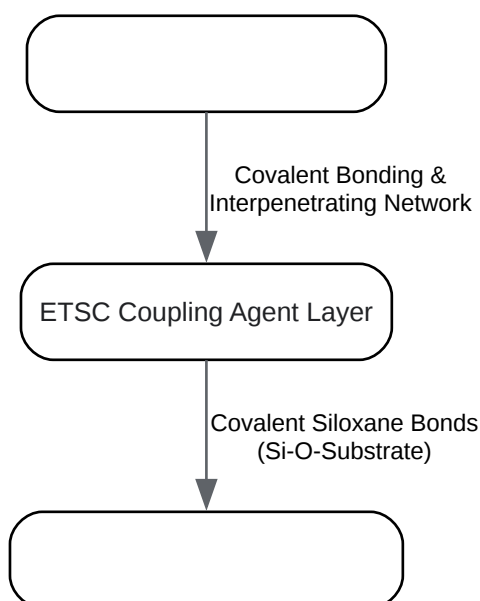 Covalent Bonding &
Interpenetrating Network
ETSC Coupling Agent Layer
Covalent Siloxane Bonds
(Si-O-Substrate)